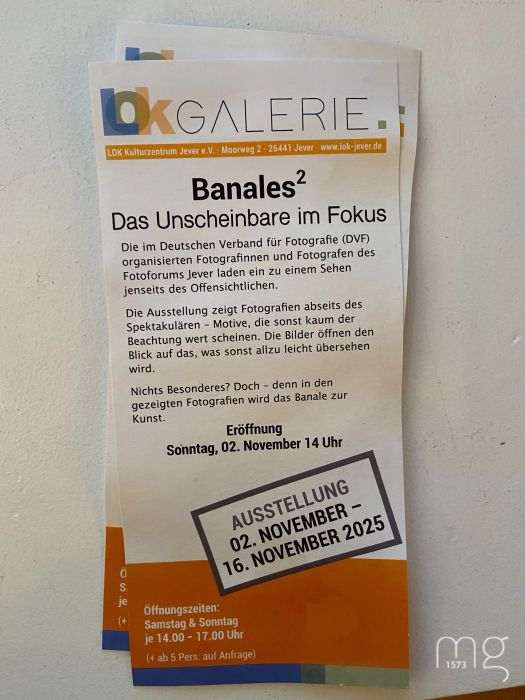 LOK GALERIE.
LOK Kulturzentrum Jever e.V. · Moorweg 2 · 26441 Jever · www.lok-jever.de
Banales²
Das Unscheinbare im Fokus
Die im Deutschen Verband für Fotografie (DVF)
organisierten Fotografinnen und Fotografen des
Fotoforums Jever laden ein zu einem Sehen
jenseits des Offensichtlichen.
Die Ausstellung zeigt Fotografien abseits des
Spektakulären – Motive, die sonst kaum der
Beachtung wert scheinen. Die Bilder öffnen den
Blick auf das, was sonst allzu leicht übersehen
wird.
Nichts Besonderes? Doch – denn in den
gezeigten Fotografien wird das Banale zur
Kunst.
Eröffnung
Sonntag, 02. November 14 Uhr
AUSSTELLUNG
02. NOVEMBER –
16. NOVEMBER 2025
Öffnungszeiten:
Samstag & Sonntag
je 14.00 – 17.00 Uhr
(+ ab 5 Pers. auf Anfrage)
Ö
S
je
(+
mg
1573